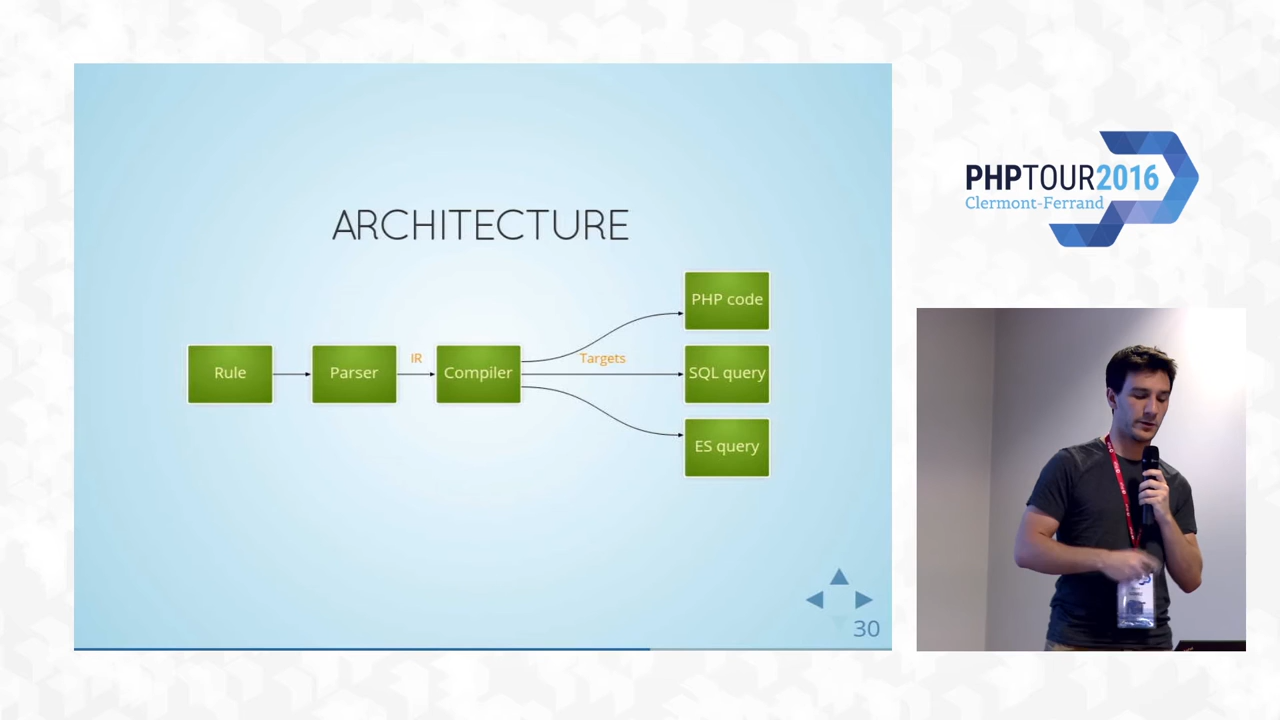 ARCHITECTURE
Rule
Parser
IR
Compiler
Targets
PHP code
SQL query
ES query
30
PHPTOUR2016
Clermont-Ferrand